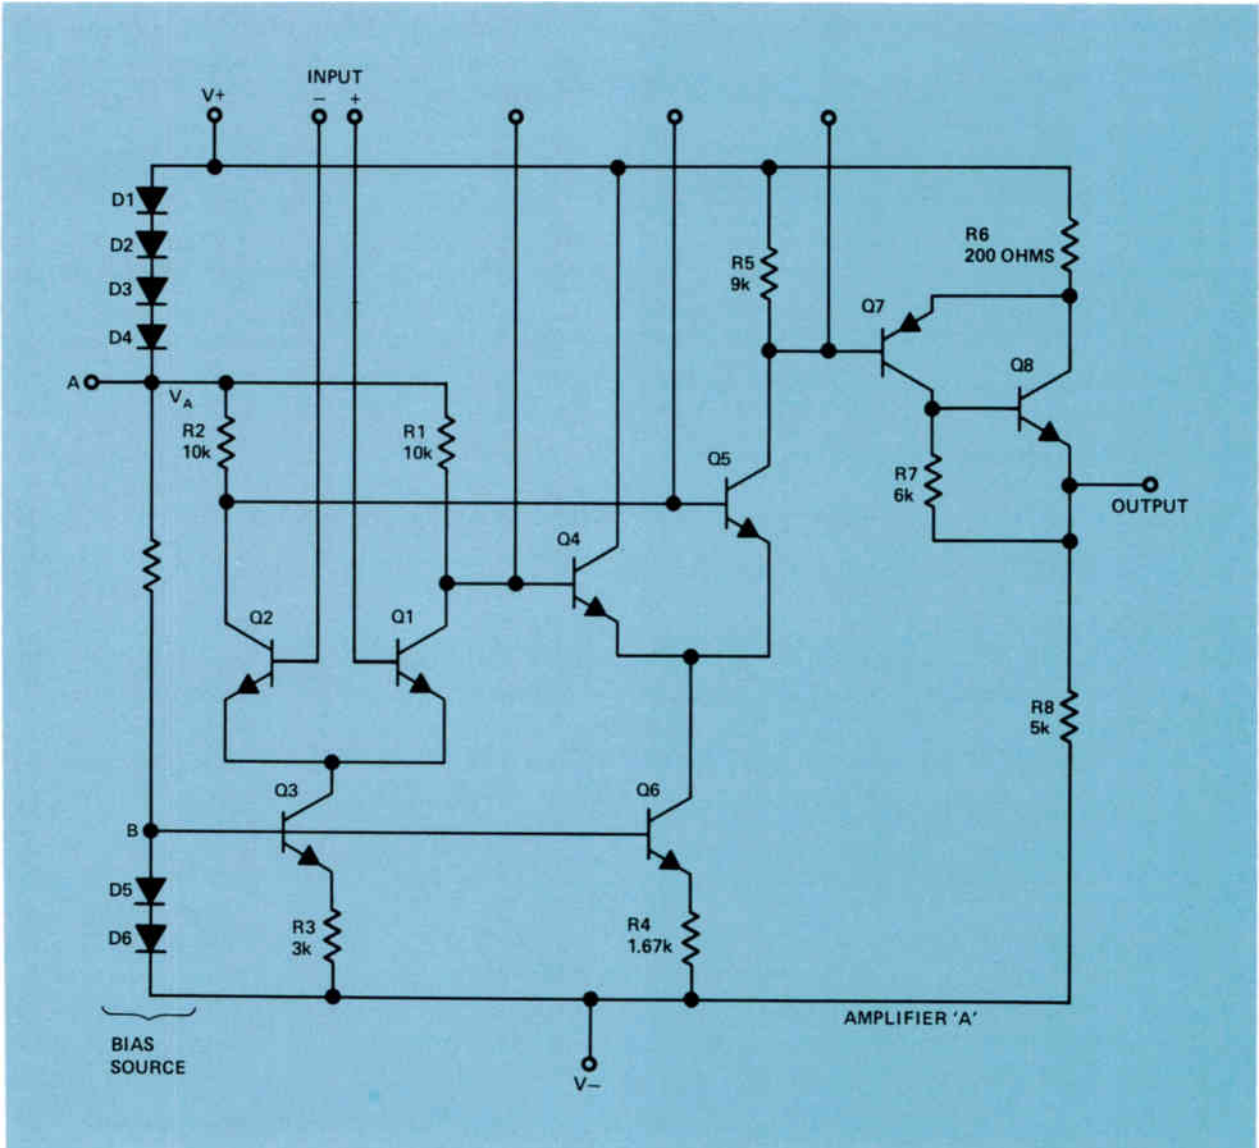 INPUT
V+
− +
D1
D2
D3
D4
A
V_A
R2
10k
R1
10k
R5
9k
R6
200 OHMS
Q7
Q8
Q5
R7
6k
OUTPUT
Q4
Q2
Q1
R8
5k
Q3
Q6
B
D5
D6
R3
3k
R4
1.67k
BIAS
SOURCE
V−
AMPLIFIER 'A'